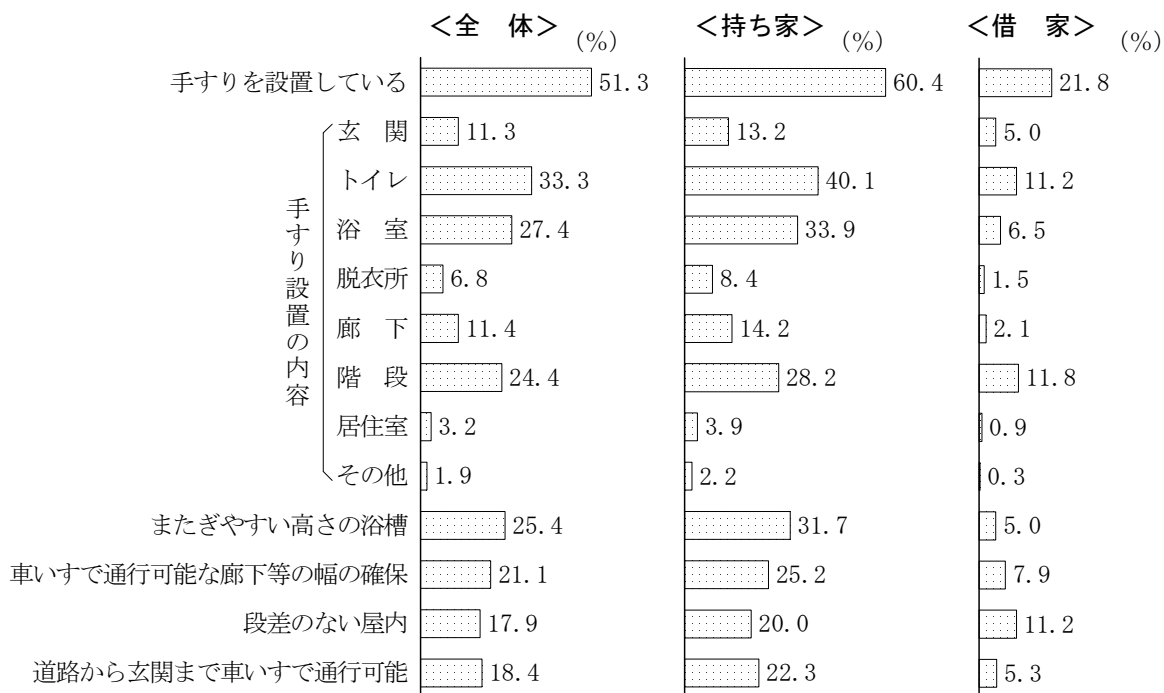 ＜全　体＞ (%) ＜持ち家＞ (%) ＜借　家＞ (%)
手すりを設置している 51.3 60.4 21.8
手すり設置の内容
玄　関 11.3 13.2 5.0
トイレ 33.3 40.1 11.2
浴　室 27.4 33.9 6.5
脱衣所 6.8 8.4 1.5
廊　下 11.4 14.2 2.1
階　段 24.4 28.2 11.8
居住室 3.2 3.9 0.9
その他 1.9 2.2 0.3
またぎやすい高さの浴槽 25.4 31.7 5.0
車いすで通行可能な廊下等の幅の確保 21.1 25.2 7.9
段差のない屋内 17.9 20.0 11.2
道路から玄関まで車いすで通行可能 18.4 22.3 5.3